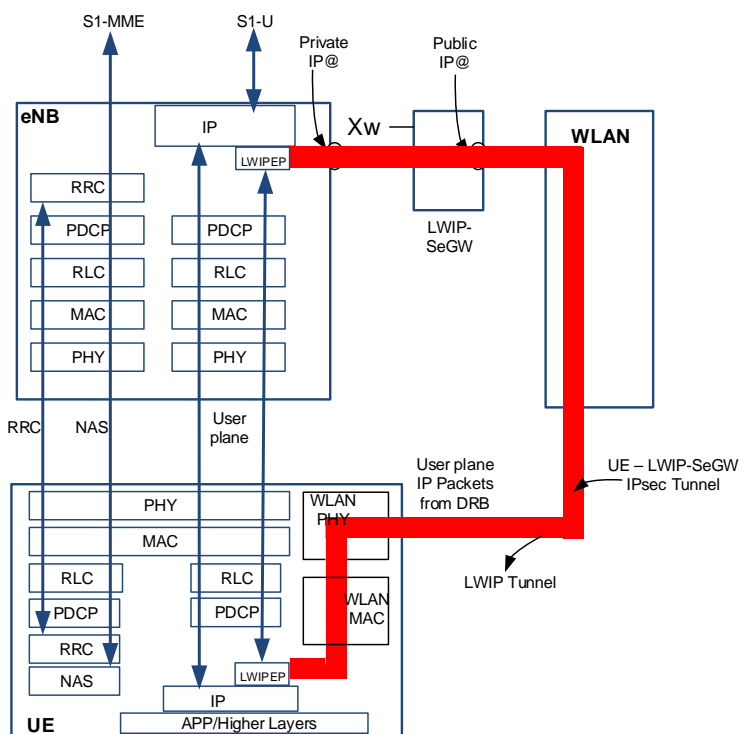 S1-MME
S1-U
Private
IP@
Public
IP@
eNB
IP
Xw
WLAN
LWIPEP
RRC
PDCP
PDCP
LWIP-
SeGW
RLC
RLC
MAC
MAC
PHY
PHY
RRC
NAS
User
plane
User plane
IP Packets
from DRB
UE – LWIP-SeGW
IPsec Tunnel
PHY
WLAN
PHY
MAC
LWIP Tunnel
RLC
RLC
WLAN
MAC
PDCP
PDCP
RRC
NAS
LWIPEP
IP
APP/Higher Layers
UE